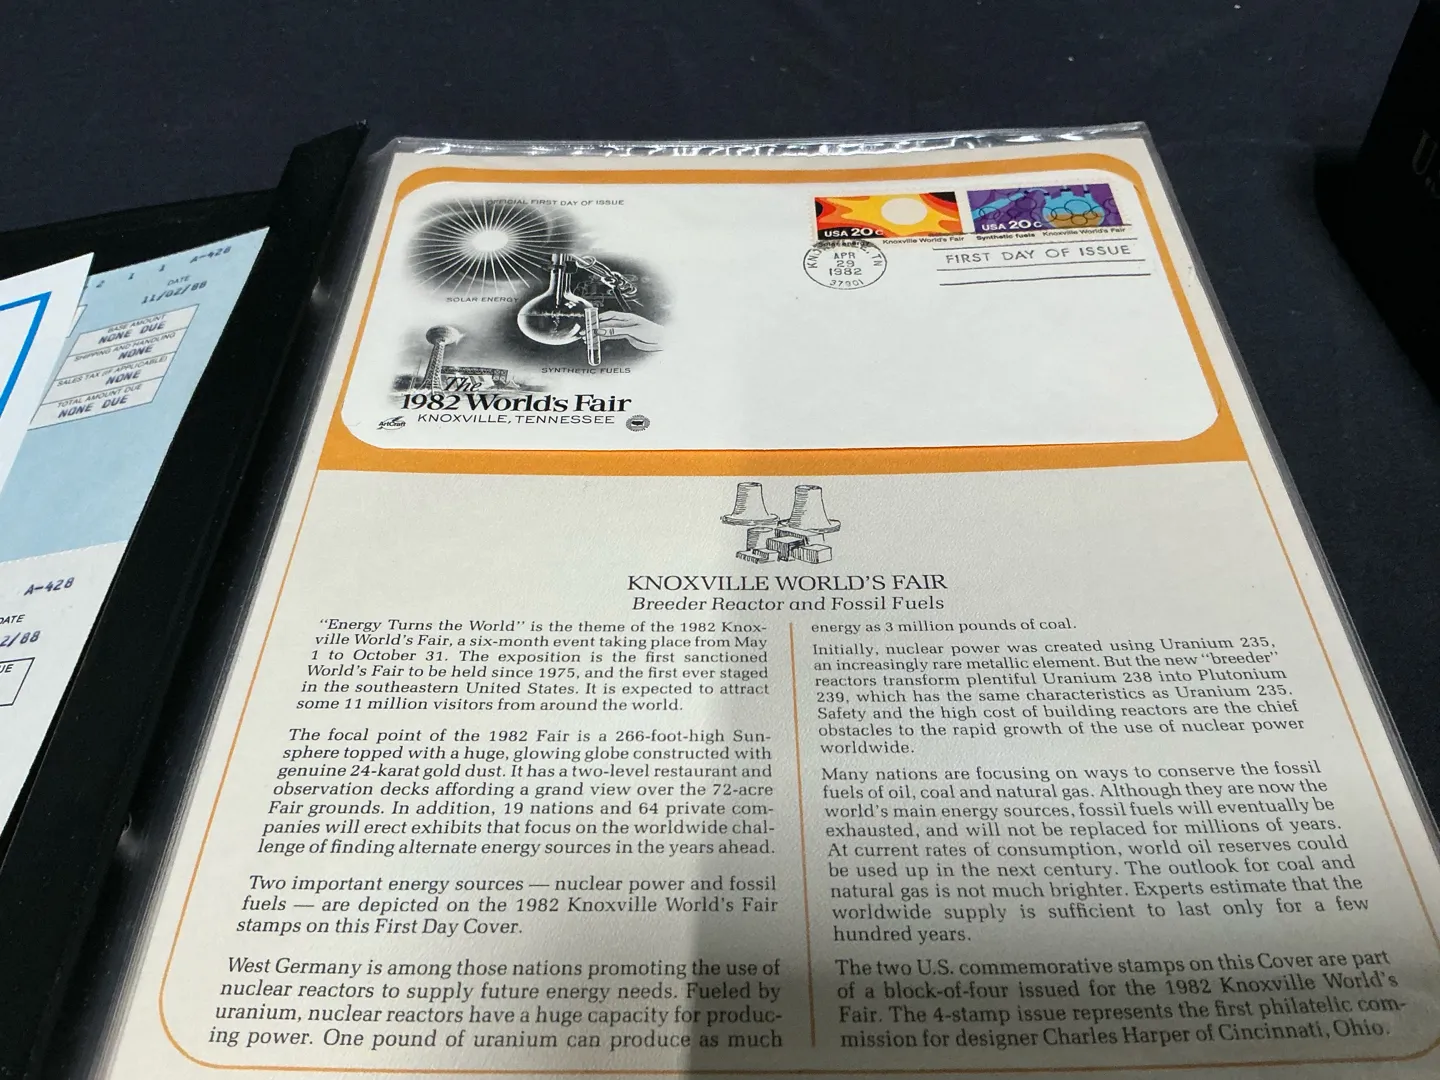 OFFICIAL FIRST DAY OF ISSUE
SOLAR ENERGY
SYNTHETIC FUELS
The
1982 World's Fair
KNOXVILLE, TENNESSEE
ArtCraft
USA 20c
Solar energy Knoxville World's Fair
USA 20c
Synthetic fuels Knoxville World's Fair
TN
APR
29
1982
37901
FIRST DAY OF ISSUE
KNOXVILLE WORLD'S FAIR
Breeder Reactor and Fossil Fuels
"Energy Turns the World" is the theme of the 1982 Knox-
ville World's Fair, a six-month event taking place from May
1 to October 31. The exposition is the first sanctioned
World's Fair to be held since 1975, and the first ever staged
in the southeastern United States. It is expected to attract
some 11 million visitors from around the world.
The focal point of the 1982 Fair is a 266-foot-high Sun-
sphere topped with a huge, glowing globe constructed with
genuine 24-karat gold dust. It has a two-level restaurant and
observation decks affording a grand view over the 72-acre
Fair grounds. In addition, 19 nations and 64 private com-
panies will erect exhibits that focus on the worldwide chal-
lenge of finding alternate energy sources in the years ahead.
Two important energy sources — nuclear power and fossil
fuels — are depicted on the 1982 Knoxville World's Fair
stamps on this First Day Cover.
West Germany is among those nations promoting the use of
nuclear reactors to supply future energy needs. Fueled by
uranium, nuclear reactors have a huge capacity for produc-
ing power. One pound of uranium can produce as much
energy as 3 million pounds of coal.
Initially, nuclear power was created using Uranium 235,
an increasingly rare metallic element. But the new "breeder"
reactors transform plentiful Uranium 238 into Plutonium
239, which has the same characteristics as Uranium 235.
Safety and the high cost of building reactors are the chief
obstacles to the rapid growth of the use of nuclear power
worldwide.
Many nations are focusing on ways to conserve the fossil
fuels of oil, coal and natural gas. Although they are now the
world's main energy sources, fossil fuels will eventually be
exhausted, and will not be replaced for millions of years.
At current rates of consumption, world oil reserves could
be used up in the next century. The outlook for coal and
natural gas is not much brighter. Experts estimate that the
worldwide supply is sufficient to last only for a few
hundred years.
The two U.S. commemorative stamps on this Cover are part
of a block-of-four issued for the 1982 Knoxville World's
Fair. The 4-stamp issue represents the first philatelic com-
mission for designer Charles Harper of Cincinnati, Ohio.
2 1 1 A-428
DATE
11/02/88
BASE AMOUNT
NONE DUE
SHIPPING AND HANDLING
NONE
SALES TAX (IF APPLICABLE)
NONE
TOTAL AMOUNT DUE
NONE DUE
A-428
DATE
2/88
UE
U.S